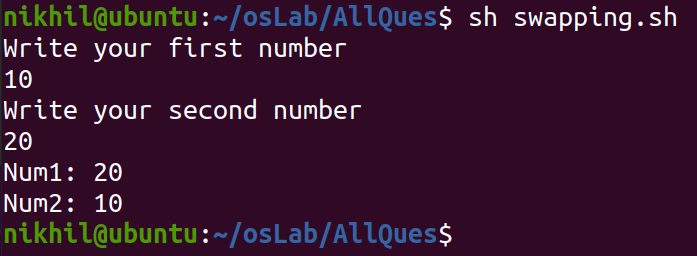 nikhil@ubuntu:~/osLab/AllQues$ sh swapping.sh
Write your first number
10
Write your second number
20
Num1: 20
Num2: 10
nikhil@ubuntu:~/osLab/AllQues$